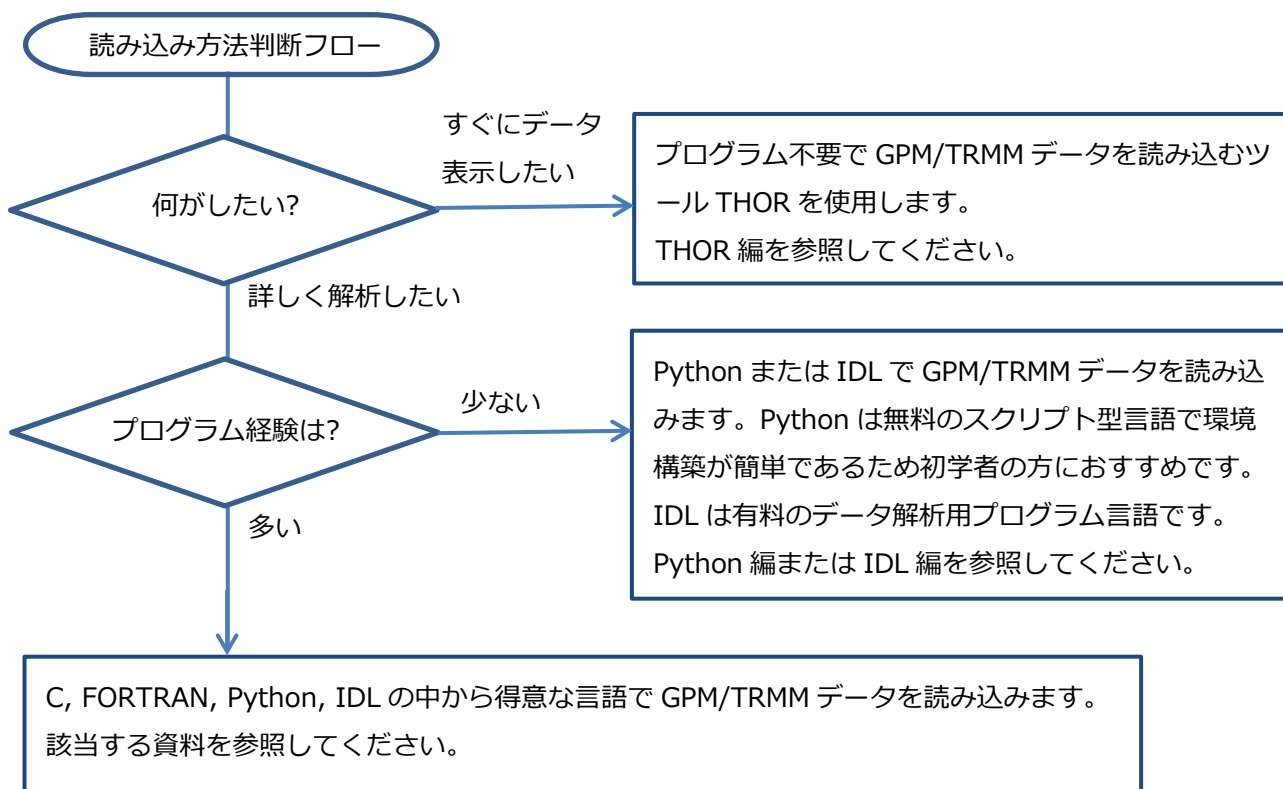 読み込み方法判断フロー
すぐにデータ
表示したい
何がしたい?
プログラム不要で GPM/TRMM データを読み込むツ
ール THOR を使用します。
THOR 編を参照してください。
詳しく解析したい
プログラム経験は?
少ない
Python または IDL で GPM/TRMM データを読み込
みます。Python は無料のスクリプト型言語で環境
構築が簡単であるため初学者の方におすすめです。
IDL は有料のデータ解析用プログラム言語です。
Python 編または IDL 編を参照してください。
多い
C, FORTRAN, Python, IDL の中から得意な言語で GPM/TRMM データを読み込みます。
該当する資料を参照してください。